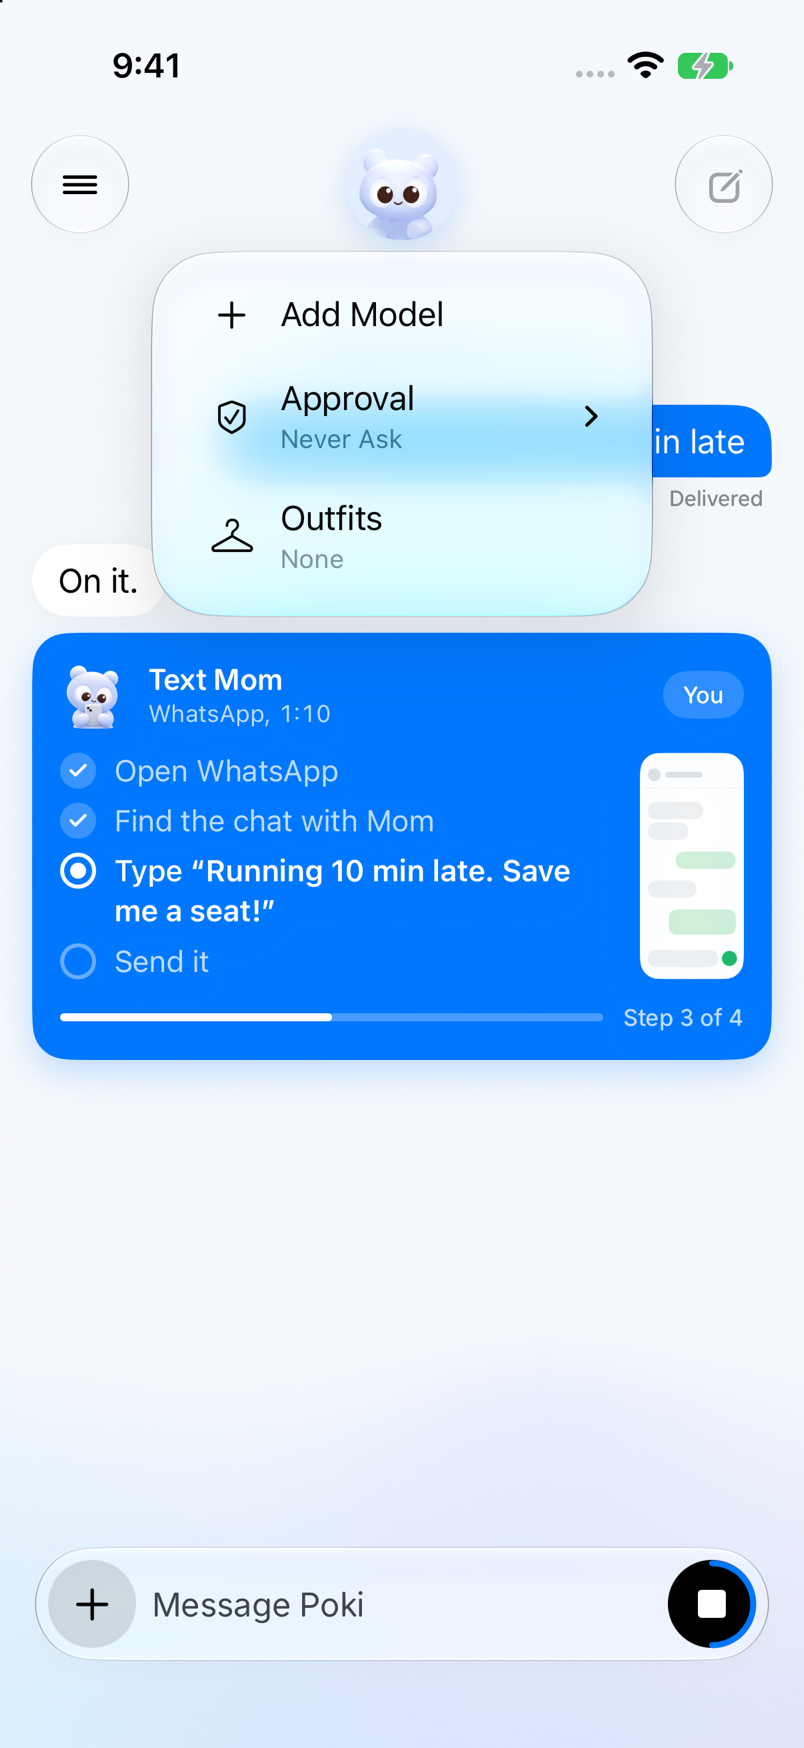 9:41
Add Model
Approval
Never Ask
in late
Delivered
Outfits
None
On it.
Text Mom
WhatsApp, 1:10
You
Open WhatsApp
Find the chat with Mom
Type “Running 10 min late. Save
me a seat!”
Send it
Step 3 of 4
Message Poki